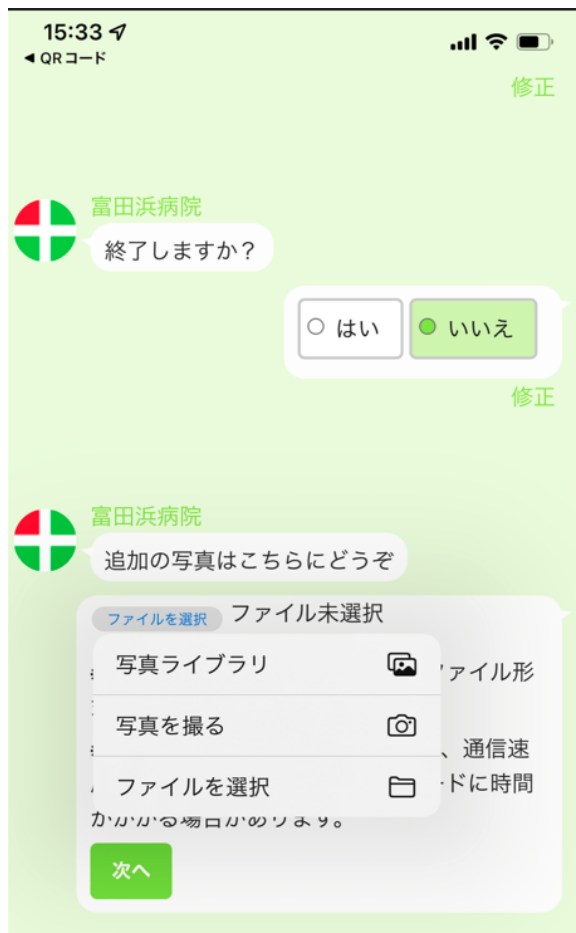 15:33
◀ QRコード
修正
富田浜病院
終了しますか？
はい
いいえ
修正
富田浜病院
追加の写真はこちらにどうぞ
ファイルを選択 ファイル未選択
写真ライブラリ
ァイル形
写真を撮る
、通信速
ファイルを選択
ドに時間
かかる場合があります。
次へ